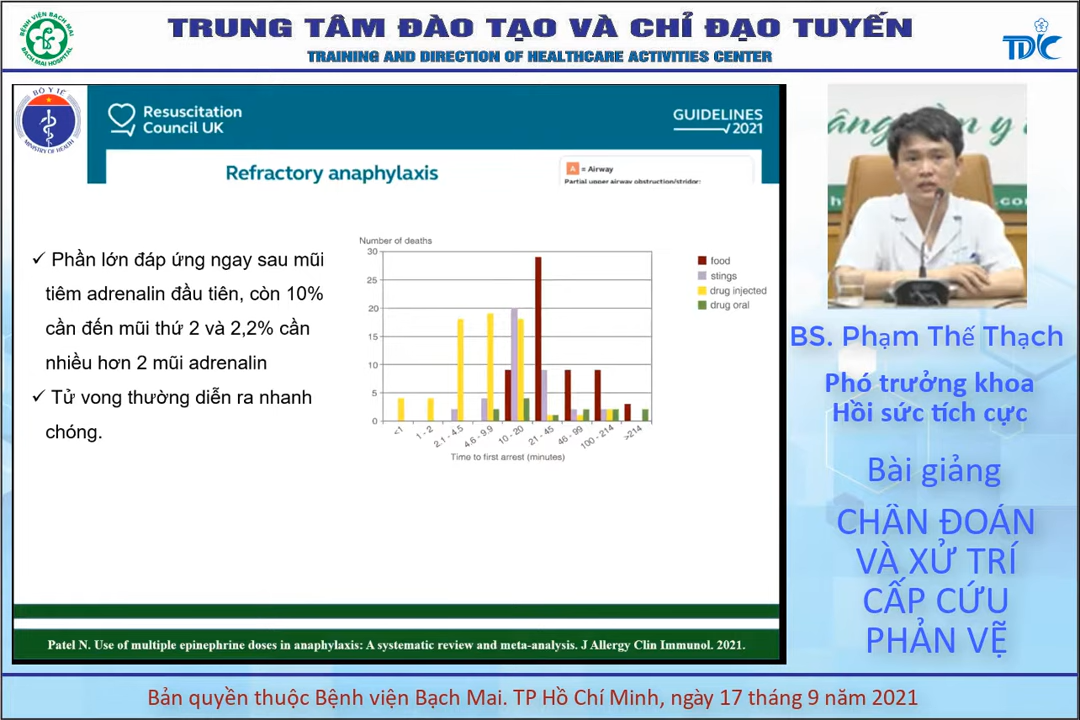 BỆNH VIỆN BẠCH MAI
BACH MAI HOSPITAL
TRUNG TÂM ĐÀO TẠO VÀ CHỈ ĐẠO TUYẾN
TRAINING AND DIRECTION OF HEALTHCARE ACTIVITIES CENTER
TDC
BỘ Y TẾ
MINISTRY OF HEALTH
Resuscitation
Council UK
GUIDELINES
2021
Refractory anaphylaxis
A = Airway
Partial upper airway obstruction/stridor:
✓ Phần lớn đáp ứng ngay sau mũi
tiêm adrenalin đầu tiên, còn 10%
cần đến mũi thứ 2 và 2,2% cần
nhiều hơn 2 mũi adrenalin
✓ Tử vong thường diễn ra nhanh
chóng.
Number of deaths
30
25
20
15
10
5
0
<1
1 - 2
2.1 - 4.5
4.6 - 9.9
10 - 20
21 - 45
46 - 99
100 - 214
>214
Time to first arrest (minutes)
food
stings
drug injected
drug oral
Patel N. Use of multiple epinephrine doses in anaphylaxis: A systematic review and meta-analysis. J Allergy Clin Immunol. 2021.
BS. Phạm Thế Thạch
Phó trưởng khoa
Hồi sức tích cực
Bài giảng
CHẨN ĐOÁN
VÀ XỬ TRÍ
CẤP CỨU
PHẢN VỆ
Bản quyền thuộc Bệnh viện Bạch Mai. TP Hồ Chí Minh, ngày 17 tháng 9 năm 2021